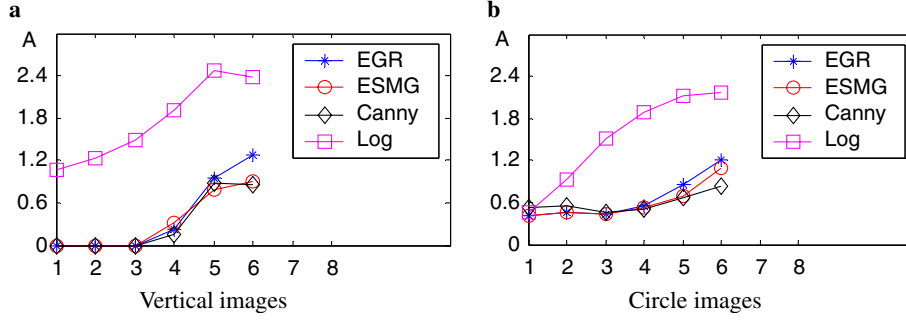 a
A
2.4
1.8
1.2
0.6
0
1 2 3 4 5 6 7 8
EGR
ESMG
Canny
Log
Vertical images
b
A
2.4
1.8
1.2
0.6
0
1 2 3 4 5 6 7 8
EGR
ESMG
Canny
Log
Circle images